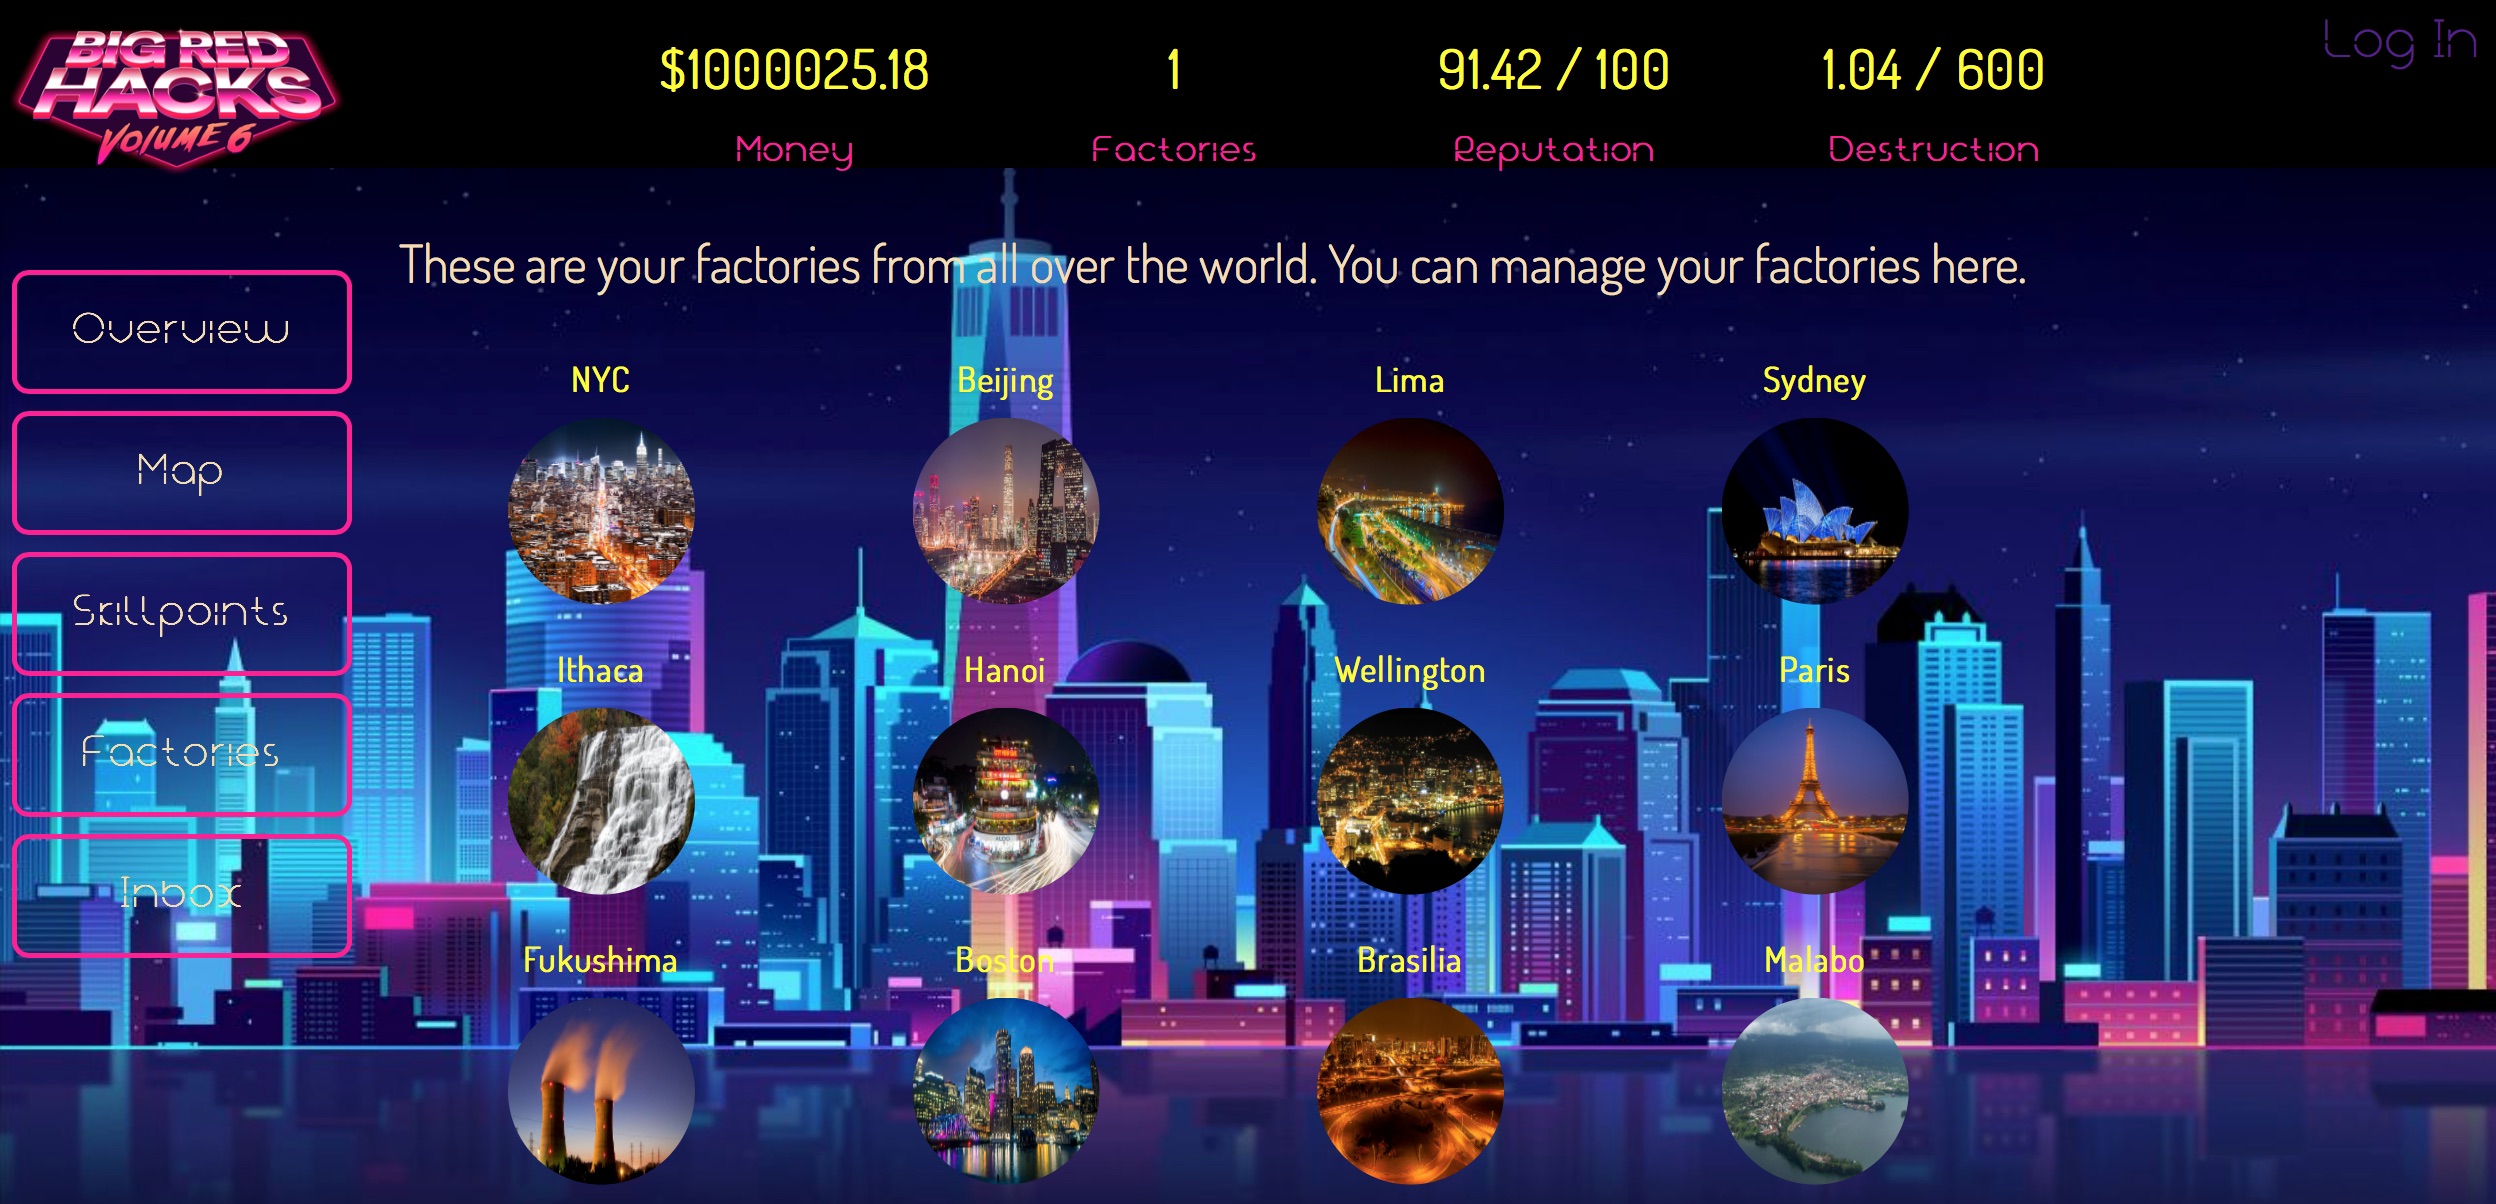 BIG RED
HACKS
VOLUME 6
$1000025.18
1
91.42 / 100
1.04 / 600
Log In
Money
Factories
Reputation
Destruction
These are your factories from all over the world. You can manage your factories here.
Overview
Map
Skillpoints
Factories
Inbox
NYC
Beijing
Lima
Sydney
Ithaca
Hanoi
Wellington
Paris
Fukushima
Boston
Brasilia
Malabo